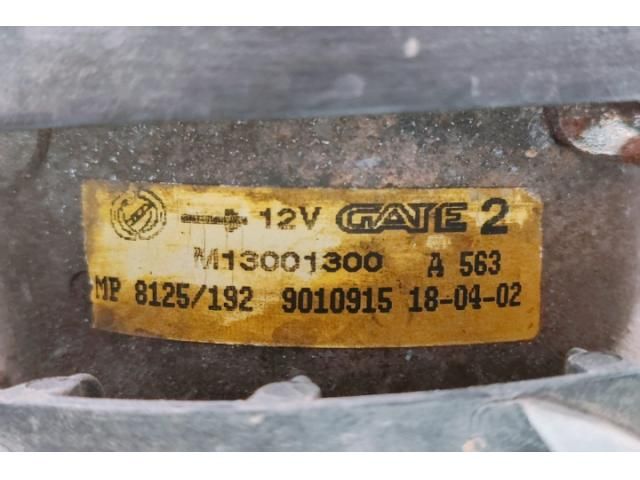 12V GATE 2
M13001300 A 563
MP 8125/192 9010915 18-04-02